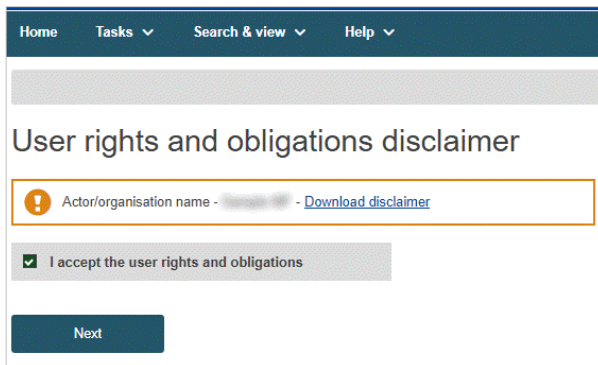 Home Tasks Search & view Help
User rights and obligations disclaimer
Actor/organisation name - - Download disclaimer
I accept the user rights and obligations
Next